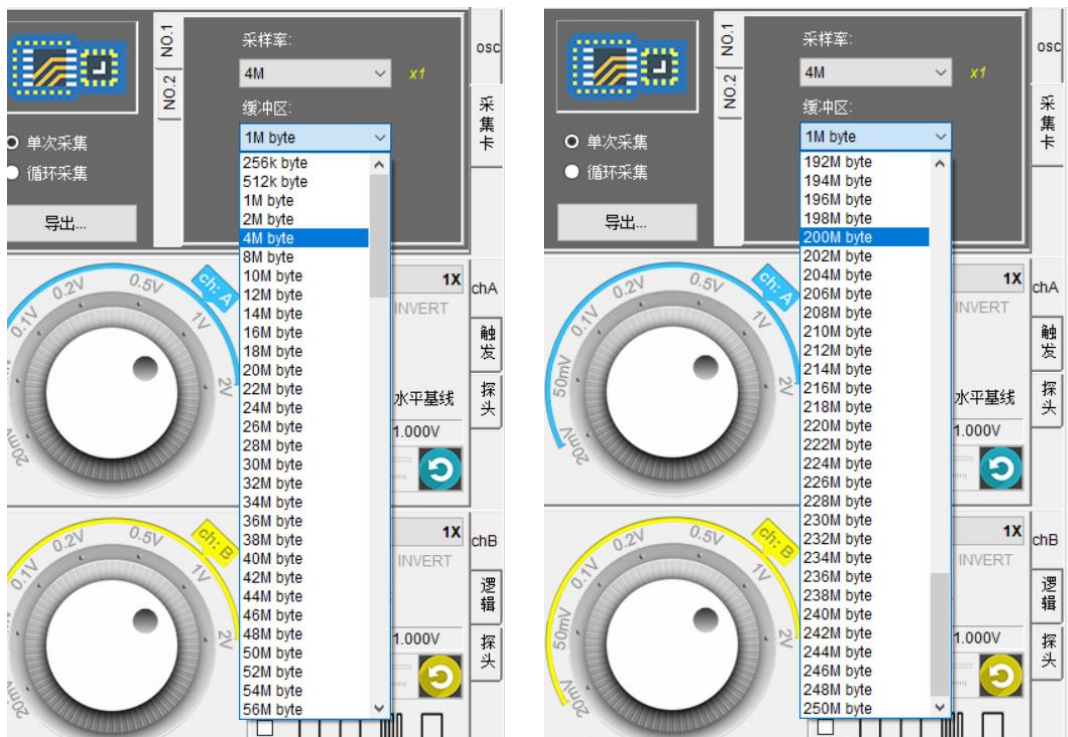 NO.1
NO.2
采样率:
4M
x1
缓冲区:
1M byte
256k byte
512k byte
1M byte
2M byte
4M byte
8M byte
10M byte
12M byte
14M byte
16M byte
18M byte
20M byte
22M byte
24M byte
26M byte
28M byte
30M byte
32M byte
34M byte
36M byte
38M byte
40M byte
42M byte
44M byte
46M byte
48M byte
50M byte
52M byte
54M byte
56M byte
单次采集
循环采集
导出...
osc
采集卡
20mV
0.1V
0.2V
0.5V
1V
2V
ch: A
1X
INVERT
水平基线
1.000V
chA
触发
探头
20mV
0.1V
0.2V
0.5V
1V
2V
ch: B
1X
INVERT
1.000V
chB
逻辑
探头
NO.1
NO.2
采样率:
4M
x1
缓冲区:
1M byte
192M byte
194M byte
196M byte
198M byte
200M byte
202M byte
204M byte
206M byte
208M byte
210M byte
212M byte
214M byte
216M byte
218M byte
220M byte
222M byte
224M byte
226M byte
228M byte
230M byte
232M byte
234M byte
236M byte
238M byte
240M byte
242M byte
244M byte
246M byte
248M byte
250M byte
单次采集
循环采集
导出...
osc
采集卡
20mV
50mV
0.1V
0.2V
0.5V
1V
2V
ch: A
1X
INVERT
水平基线
1.000V
chA
触发
探头
20mV
50mV
0.1V
0.2V
0.5V
1V
2V
ch: B
1X
INVERT
1.000V
chB
逻辑
探头